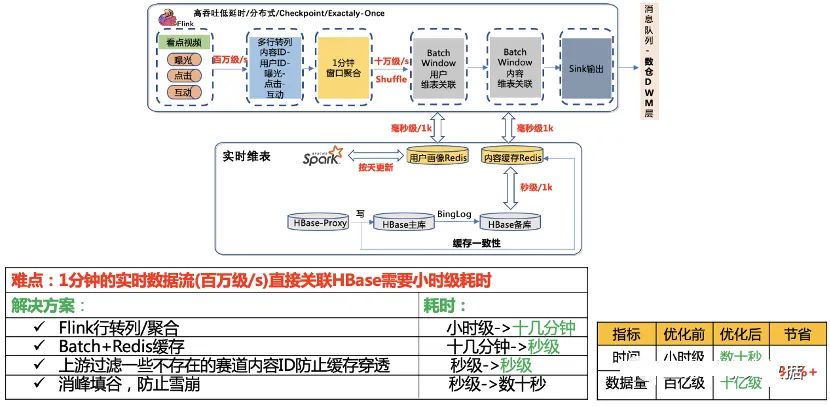 高吞吐低延时/分布式/Checkpoint/Exactaly-Once
Flink
看点视频
曝光
点击
互动
百万级/s
多行转列
内容ID-
用户ID-
曝光-
点击-
互动
1分钟
窗口聚合
十万级/s
Shuffle
Batch
Window
用户
维表关联
Batch
Window
内容
维表关联
Sink输出
消息队列-数仓DWM层
毫秒级/1k
毫秒级1k
实时维表
APACHE
Spark
按天更新
用户画像Redis
内容缓存Redis
秒级/1k
HBase-Proxy
写
HBase主库
BingLog
HBase备库
缓存一致性
难点：1分钟的实时数据流(百万级/s)直接关联HBase需要小时级耗时
解决方案：
耗时：
✓ Flink行转列/聚合
小时级->十几分钟
✓ Batch+Redis缓存
十几分钟->秒级
✓ 上游过滤一些不存在的赛道内容ID防止缓存穿透
秒级->秒级
✓ 消峰填谷，防止雪崩
秒级->数十秒
指标
优化前
优化后
节省
时间
小时级
数十秒
数据量
百亿级
十亿级